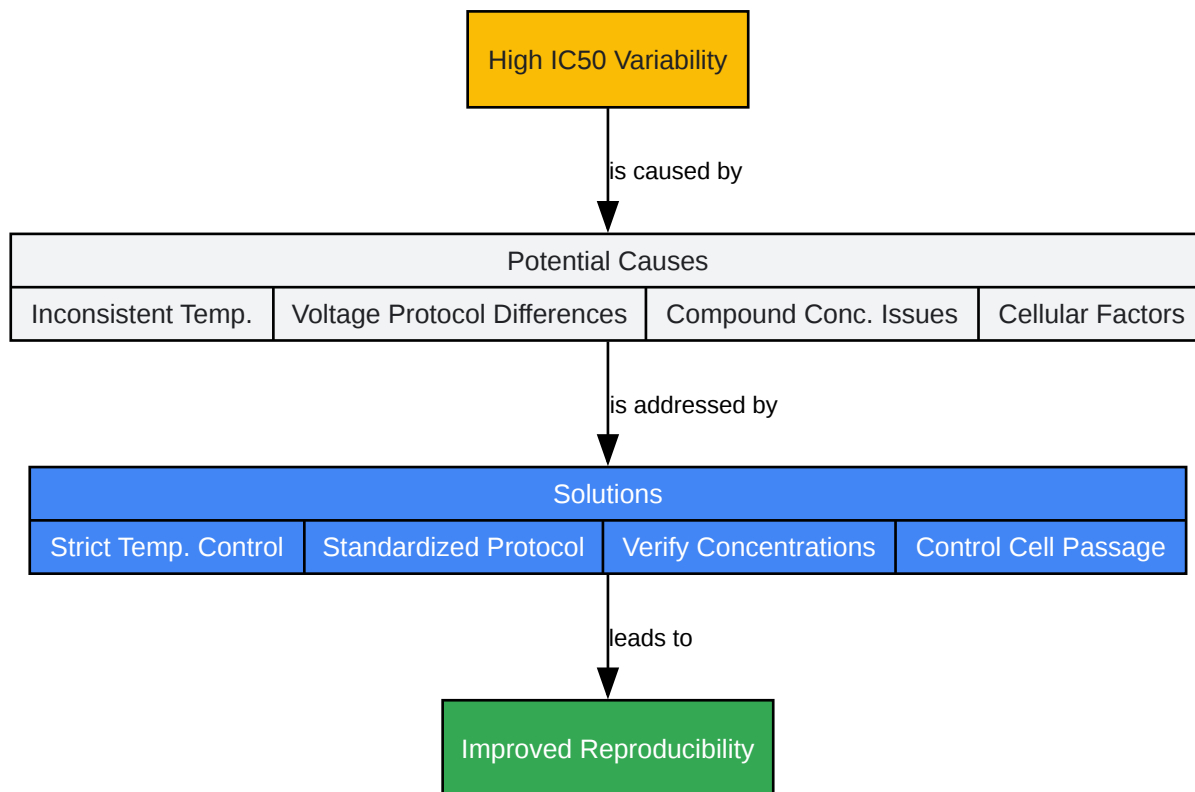 High IC50 Variability
is caused by
Potential Causes
Inconsistent Temp.
Voltage Protocol Differences
Compound Conc. Issues
Cellular Factors
is addressed by
Solutions
Strict Temp. Control
Standardized Protocol
Verify Concentrations
Control Cell Passage
leads to
Improved Reproducibility